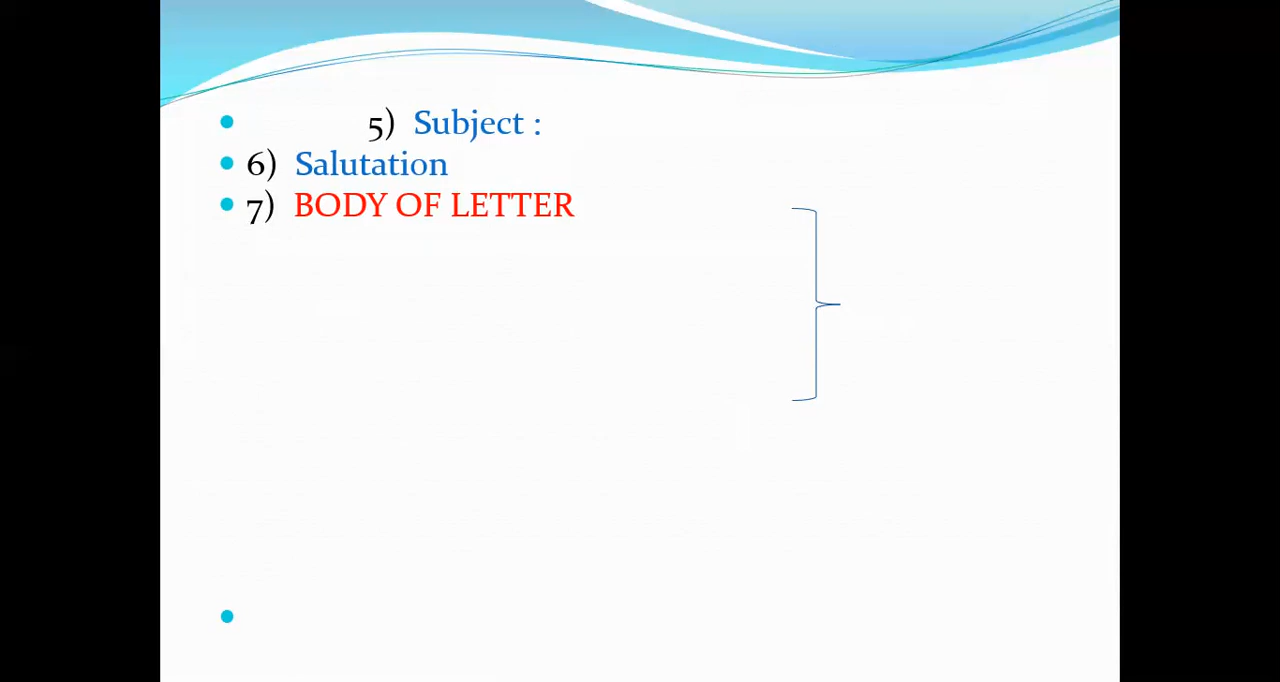 5) Subject :
6) Salutation
7) BODY OF LETTER